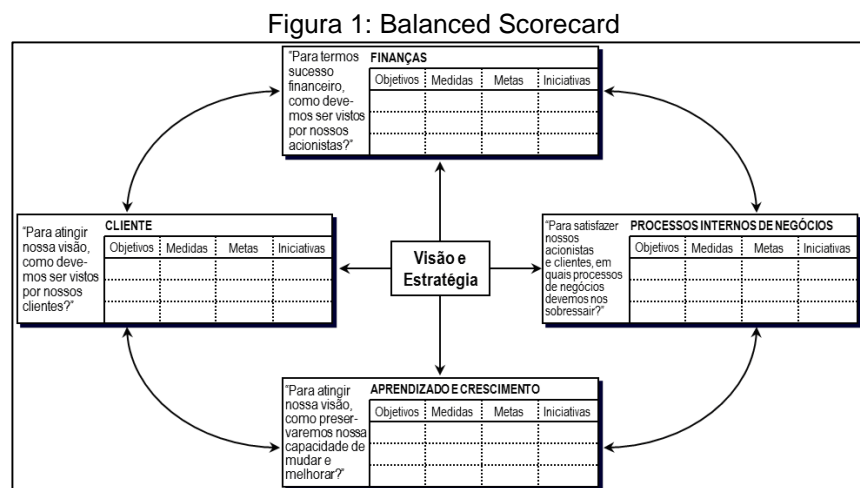 Figura 1: Balanced Scorecard
"Para termos
sucesso
financeiro,
como deve-
mos ser vistos
por nossos
acionistas?"
FINANÇAS
Objetivos Medidas Metas Iniciativas
"Para atingir
nossa visão,
como deve-
mos ser vistos
por nossos
clientes?"
CLIENTE
Objetivos Medidas Metas Iniciativas
Visão e
Estratégia
"Para satisfazer
nossos
acionistas
e clientes, em
quais processos
de negócios
devemos nos
sobressair?"
PROCESSOS INTERNOS DE NEGÓCIOS
Objetivos Medidas Metas Iniciativas
"Para atingir
nossa visão,
como preser-
varemos nossa
capacidade de
mudar e
melhorar?"
APRENDIZADO E CRESCIMENTO
Objetivos Medidas Metas Iniciativas